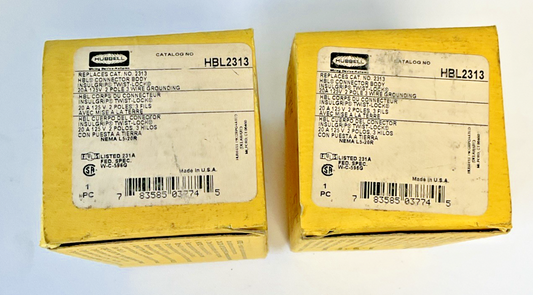 HUBBELL
CATALOG NO
HBL2313
REPLACES CAT. NO. 2313
HBL® CONNECTOR BODY
INSULGRIP® TWIST-LOCK®
20A 125V 2 POLE 3 WIRE GROUNDING
HBL CORPS DU CONNECTEUR
INSULGRIP® TWIST-LOCK®
20 A 125 V 2 POLES 3 FILS
AVEC MISE A LA TERRE
HBL CUERPO DEL CONECTOR
INSULGRIP® TWIST-LOCK®
20 A 125 V 2 POLOS 3 HILOS
CON PUESTA A TIERRA
NEMA L5-20R
LISTED 231A
FED. SPEC.
W-C-596G
Made in U.S.A.
1
PC
7 83585 03774 5
HUBBELL
CATALOG NO
HBL2313
REPLACES CAT. NO. 2313
HBL® CONNECTOR BODY
INSULGRIP® TWIST-LOCK®
20A 125V 2 POLE 3 WIRE GROUNDING
HBL CORPS DU CONNECTEUR
INSULGRIP® TWIST-LOCK®
20 A 125 V 2 POLES 3 FILS
AVEC MISE A LA TERRE
HBL CUERPO DEL CONECTOR
INSULGRIP® TWIST-LOCK®
20 A 125 V 2 POLOS 3 HILOS
CON PUESTA A TIERRA
NEMA L5-20R
LISTED 231A
FED. SPEC.
W-C-596G
Made in U.S.A.
1
PC
7 83585 03774 5